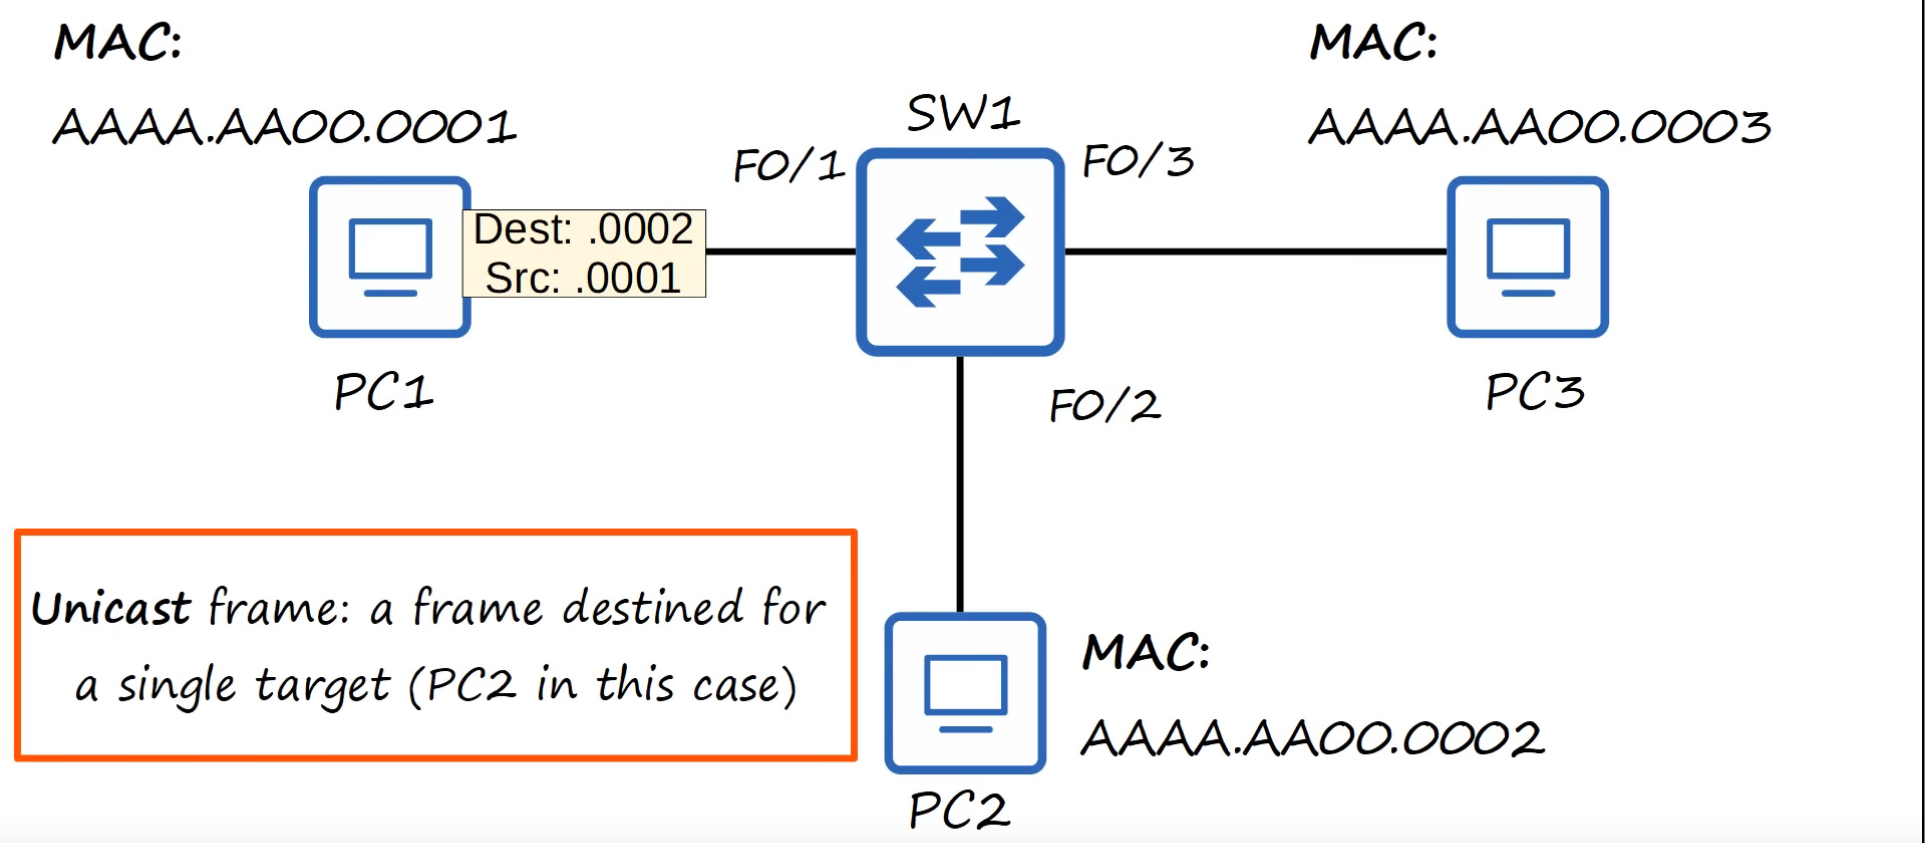 MAC:
AAAA.AA00.0001
SW1
MAC:
AAAA.AA00.0003
F0/1
F0/3
Dest: .0002
Src: .0001
PC1
PC3
F0/2
Unicast frame: a frame destined for
a single target (PC2 in this case)
MAC:
AAAA.AA00.0002
PC2